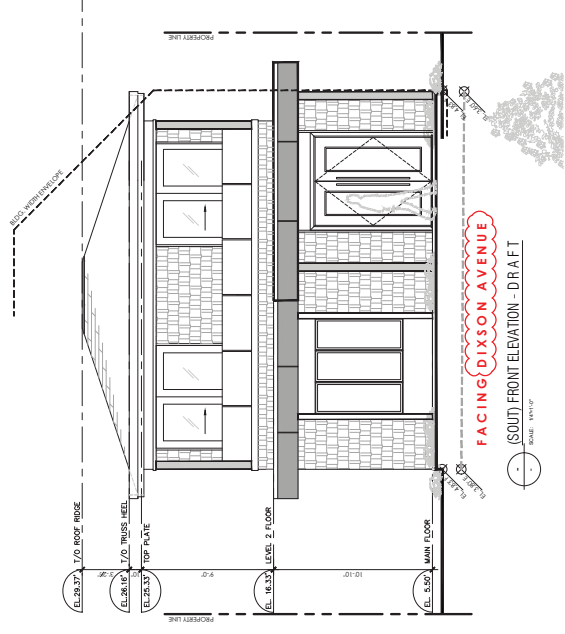 PROPERTY LINE
BLDG. WIDTH ENVELOPE
EL.29.37' T/O ROOF RIDGE
EL.26.16' T/O TRUSS HEEL
EL.25.33' TOP PLATE
9'-0"
EL. 16.33' LEVEL 2 FLOOR
10'-10"
EL. 5.50' MAIN FLOOR
PROPERTY LINE
FACING DIXSON AVENUE
(SOUT) FRONT ELEVATION - D R A F T
SCALE: